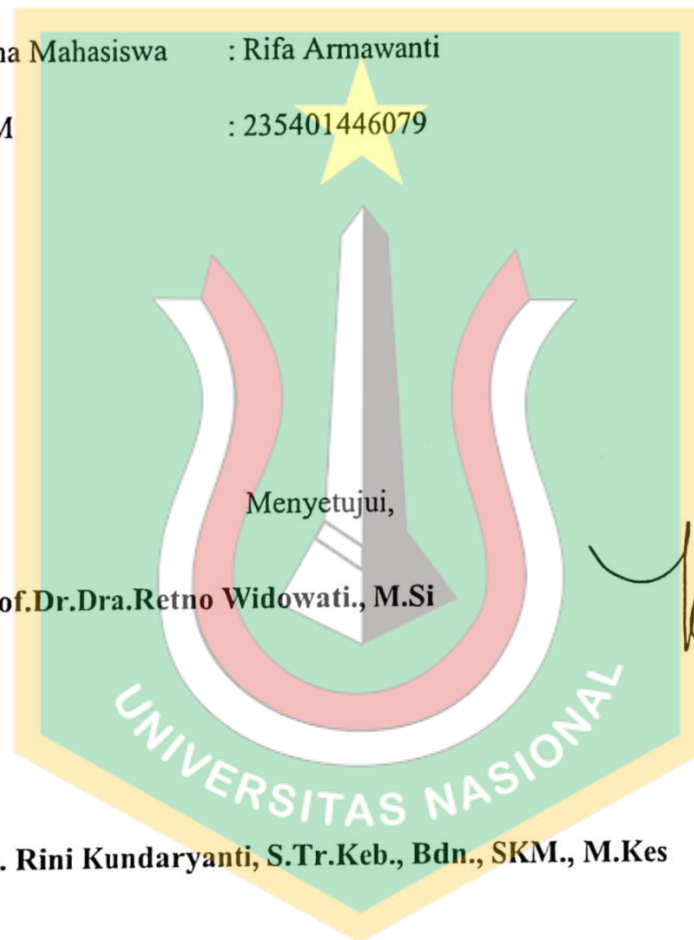 na Mahasiswa : Rifa Armawanti
M : 235401446079
Menyetujui,
of.Dr.Dra.Retno Widowati., M.Si
UNIVERSITAS NASIONAL
. Rini Kundaryanti, S.Tr.Keb., Bdn., SKM., M.Kes